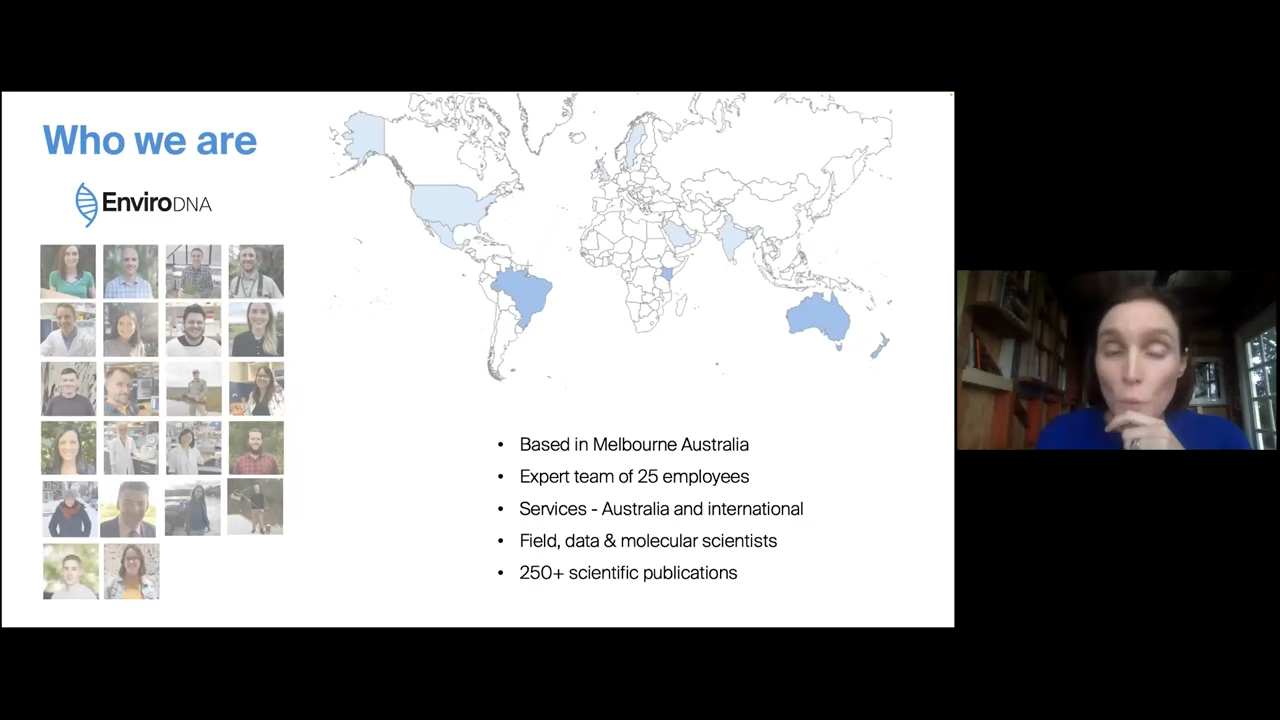 Who we are
EnviroDNA
• Based in Melbourne Australia
• Expert team of 25 employees
• Services - Australia and international
• Field, data & molecular scientists
• 250+ scientific publications